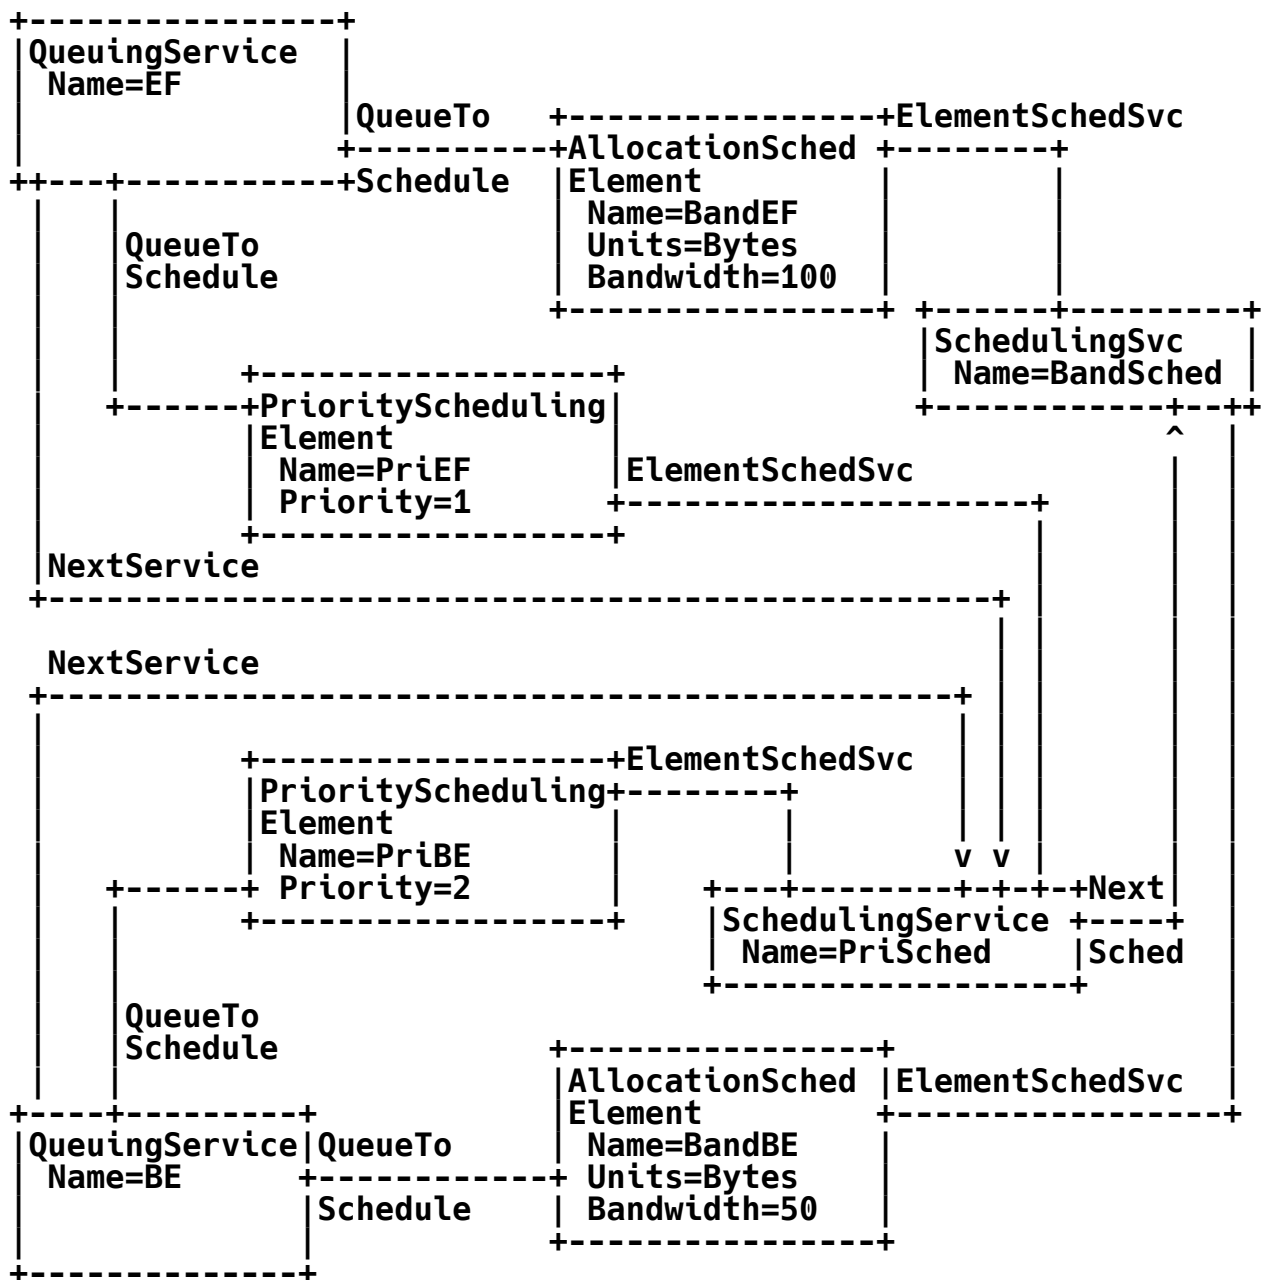 QueuingService
Name=EF
QueueTo
ElementSchedSvc
AllocationSched
Schedule
Element
Name=BandEF
QueueTo
Units=Bytes
Schedule
Bandwidth=100
SchedulingSvc
Name=BandSched
PriorityScheduling
Element
Name=PriEF
ElementSchedSvc
Priority=1
NextService
NextService
ElementSchedSvc
PriorityScheduling
Element
Name=PriBE
v v
Priority=2
Next
SchedulingService
Name=PriSched
Sched
QueueTo
Schedule
AllocationSched
ElementSchedSvc
Element
QueuingService
QueueTo
Name=BandBE
Name=BE
Units=Bytes
Schedule
Bandwidth=50